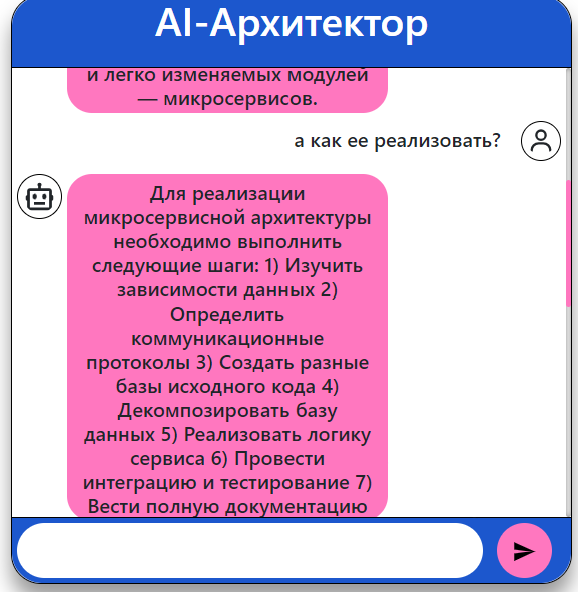 AI-Архитектор
и легко изменяемых модулей
— микросервисов.
а как ее реализовать?
Для реализации
микросервисной архитектуры
необходимо выполнить
следующие шаги: 1) Изучить
зависимости данных 2)
Определить
коммуникационные
протоколы 3) Создать разные
базы исходного кода 4)
Декомпозировать базу
данных 5) Реализовать логику
сервиса 6) Провести
интеграцию и тестирование 7)
Вести полную документацию